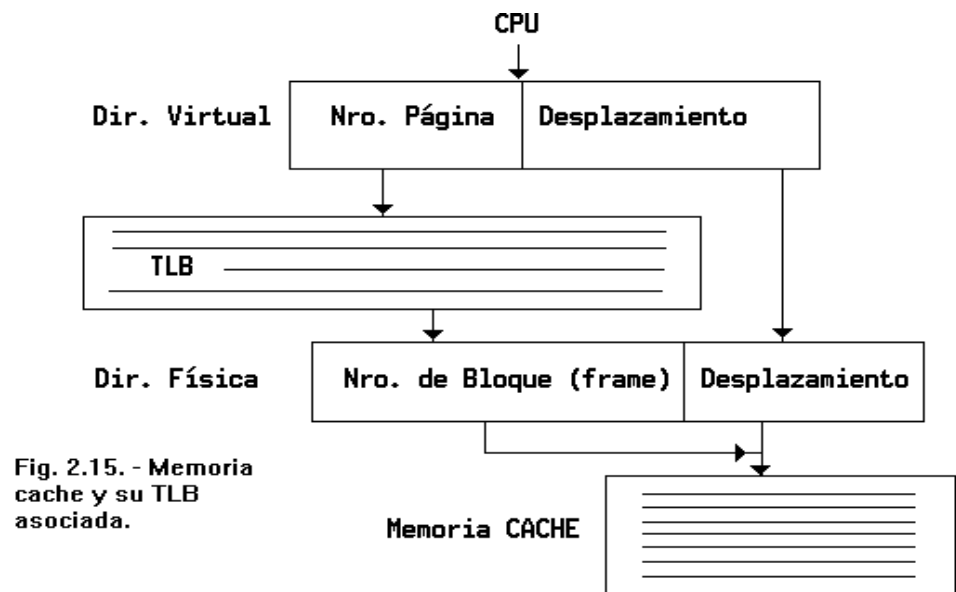 CPU
Dir. Virtual
Nro. Página
Desplazamiento
TLB
Dir. Física
Nro. de Bloque (frame)
Desplazamiento
Fig. 2.15. - Memoria
cache y su TLB
asociada.
Memoria CACHE